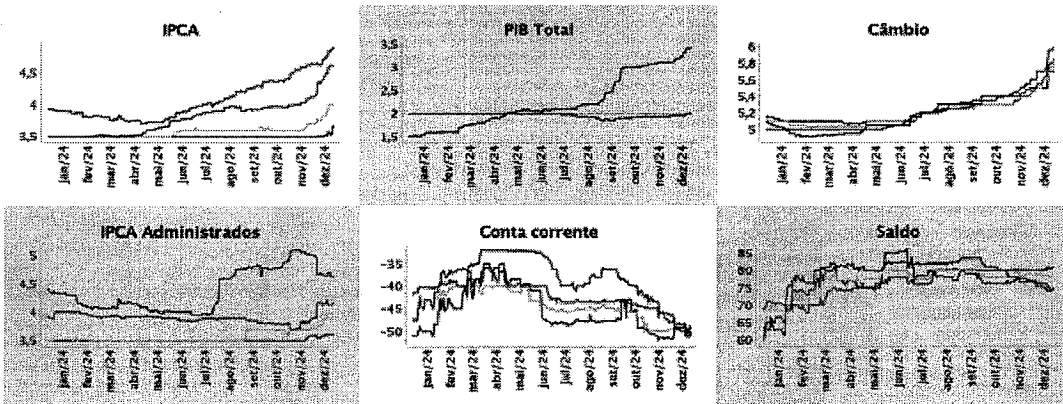 IPCA
4,5
4
3,5
jan/24
fev/24
mar/24
abr/24
mai/24
jun/24
jul/24
ago/24
set/24
out/24
nov/24
dez/24
PIB Total
3,5
3
2,5
2
1,5
jan/24
fev/24
mar/24
abr/24
mai/24
jun/24
jul/24
ago/24
set/24
out/24
nov/24
dez/24
Câmbio
6
5,8
5,6
5,4
5,2
5
jan/24
fev/24
mar/24
abr/24
mai/24
jun/24
jul/24
ago/24
set/24
out/24
nov/24
dez/24
IPCA Administrados
5
4,5
4
3,5
jan/24
fev/24
mar/24
abr/24
mai/24
jun/24
jul/24
ago/24
set/24
out/24
nov/24
dez/24
Conta corrente
-35
-40
-45
-50
jan/24
fev/24
mar/24
abr/24
mai/24
jun/24
jul/24
ago/24
set/24
out/24
nov/24
dez/24
Saldo
85
80
75
70
65
60
jan/24
fev/24
mar/24
abr/24
mai/24
jun/24
jul/24
ago/24
set/24
out/24
nov/24
dez/24